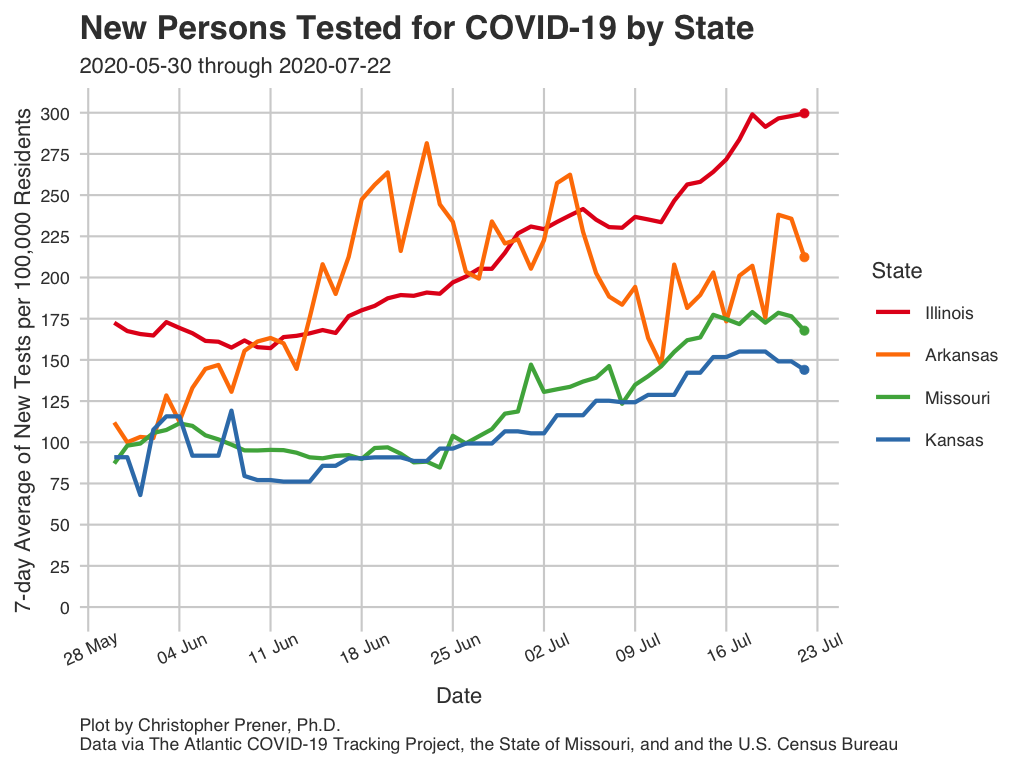 New Persons Tested for COVID-19 by State
2020-05-30 through 2020-07-22
7-day Average of New Tests per 100,000 Residents
300
275
250
225
200
175
150
125
100
75
50
25
0
28 May
04 Jun
11 Jun
18 Jun
25 Jun
02 Jul
09 Jul
16 Jul
23 Jul
Date
State
Illinois
Arkansas
Missouri
Kansas
Plot by Christopher Prener, Ph.D.
Data via The Atlantic COVID-19 Tracking Project, the State of Missouri, and and the U.S. Census Bureau